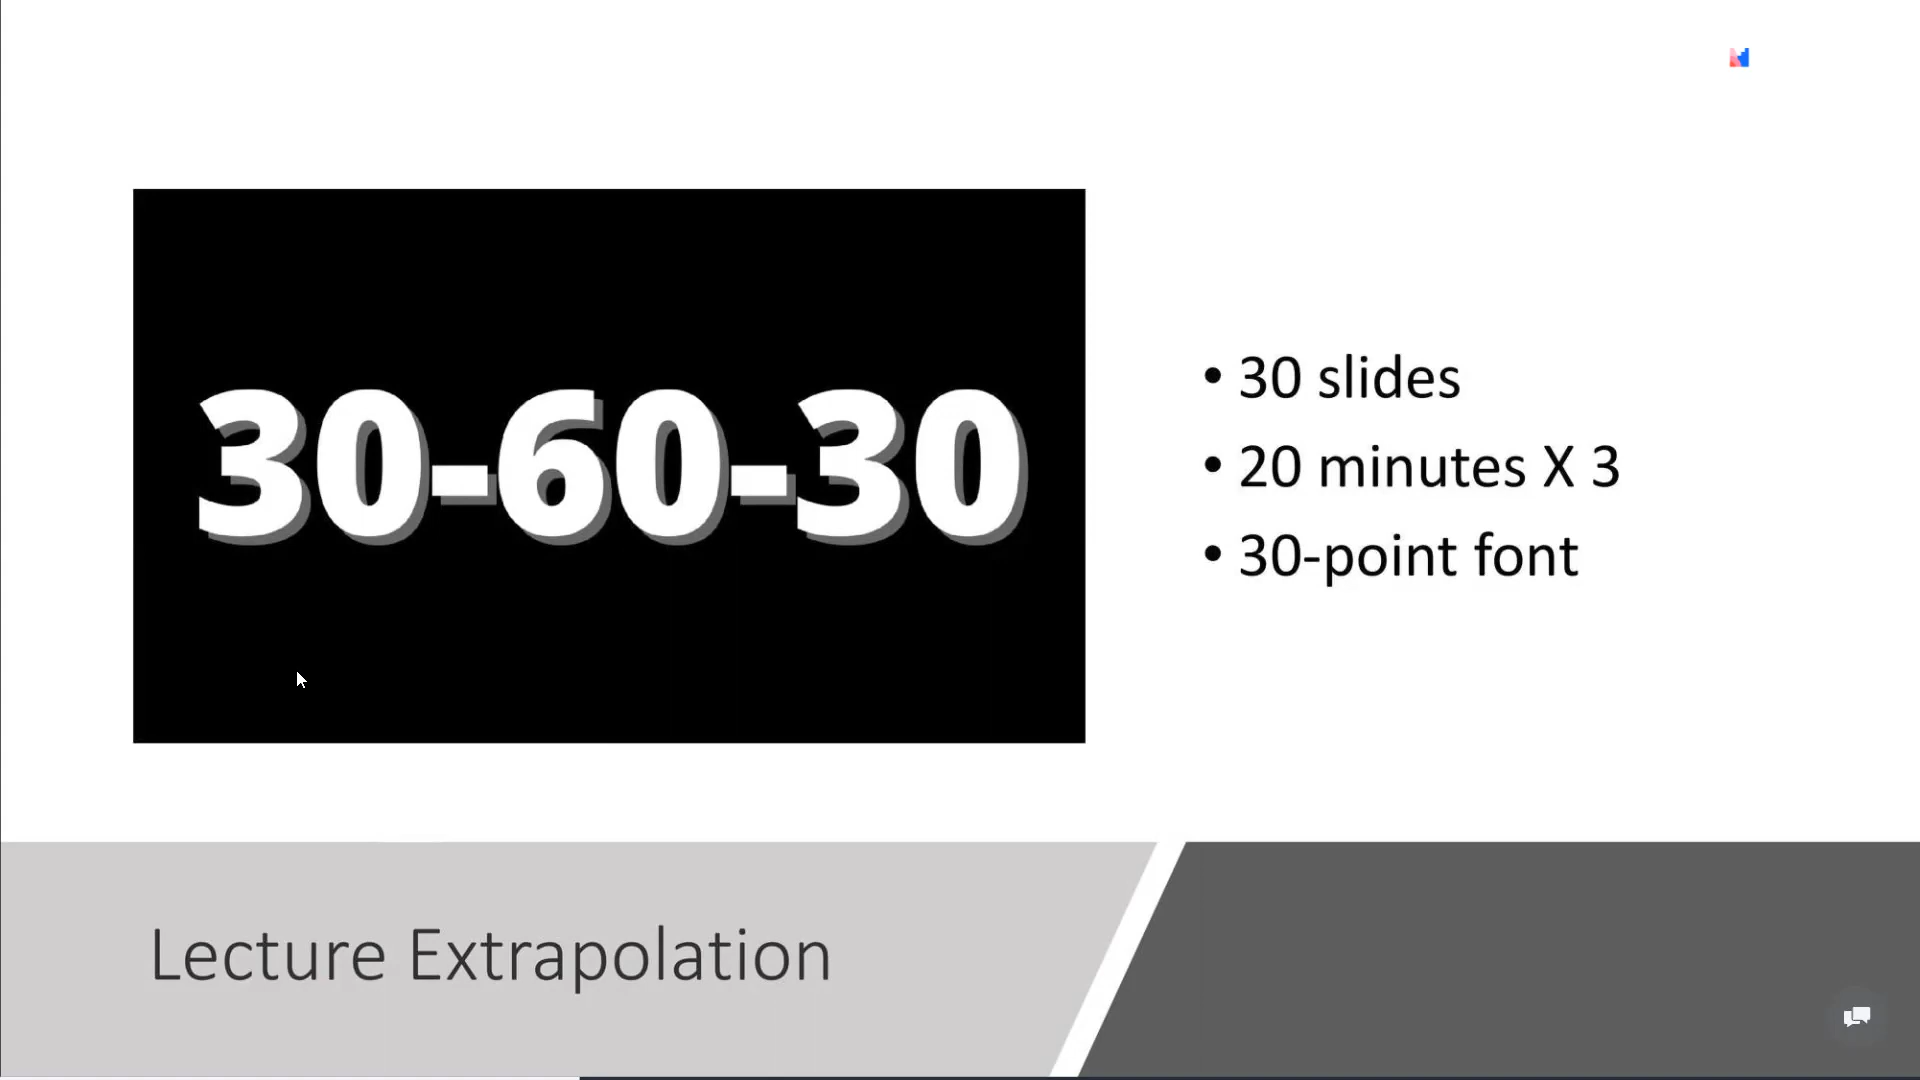 30-60-30
• 30 slides
• 20 minutes X 3
• 30-point font
Lecture Extrapolation